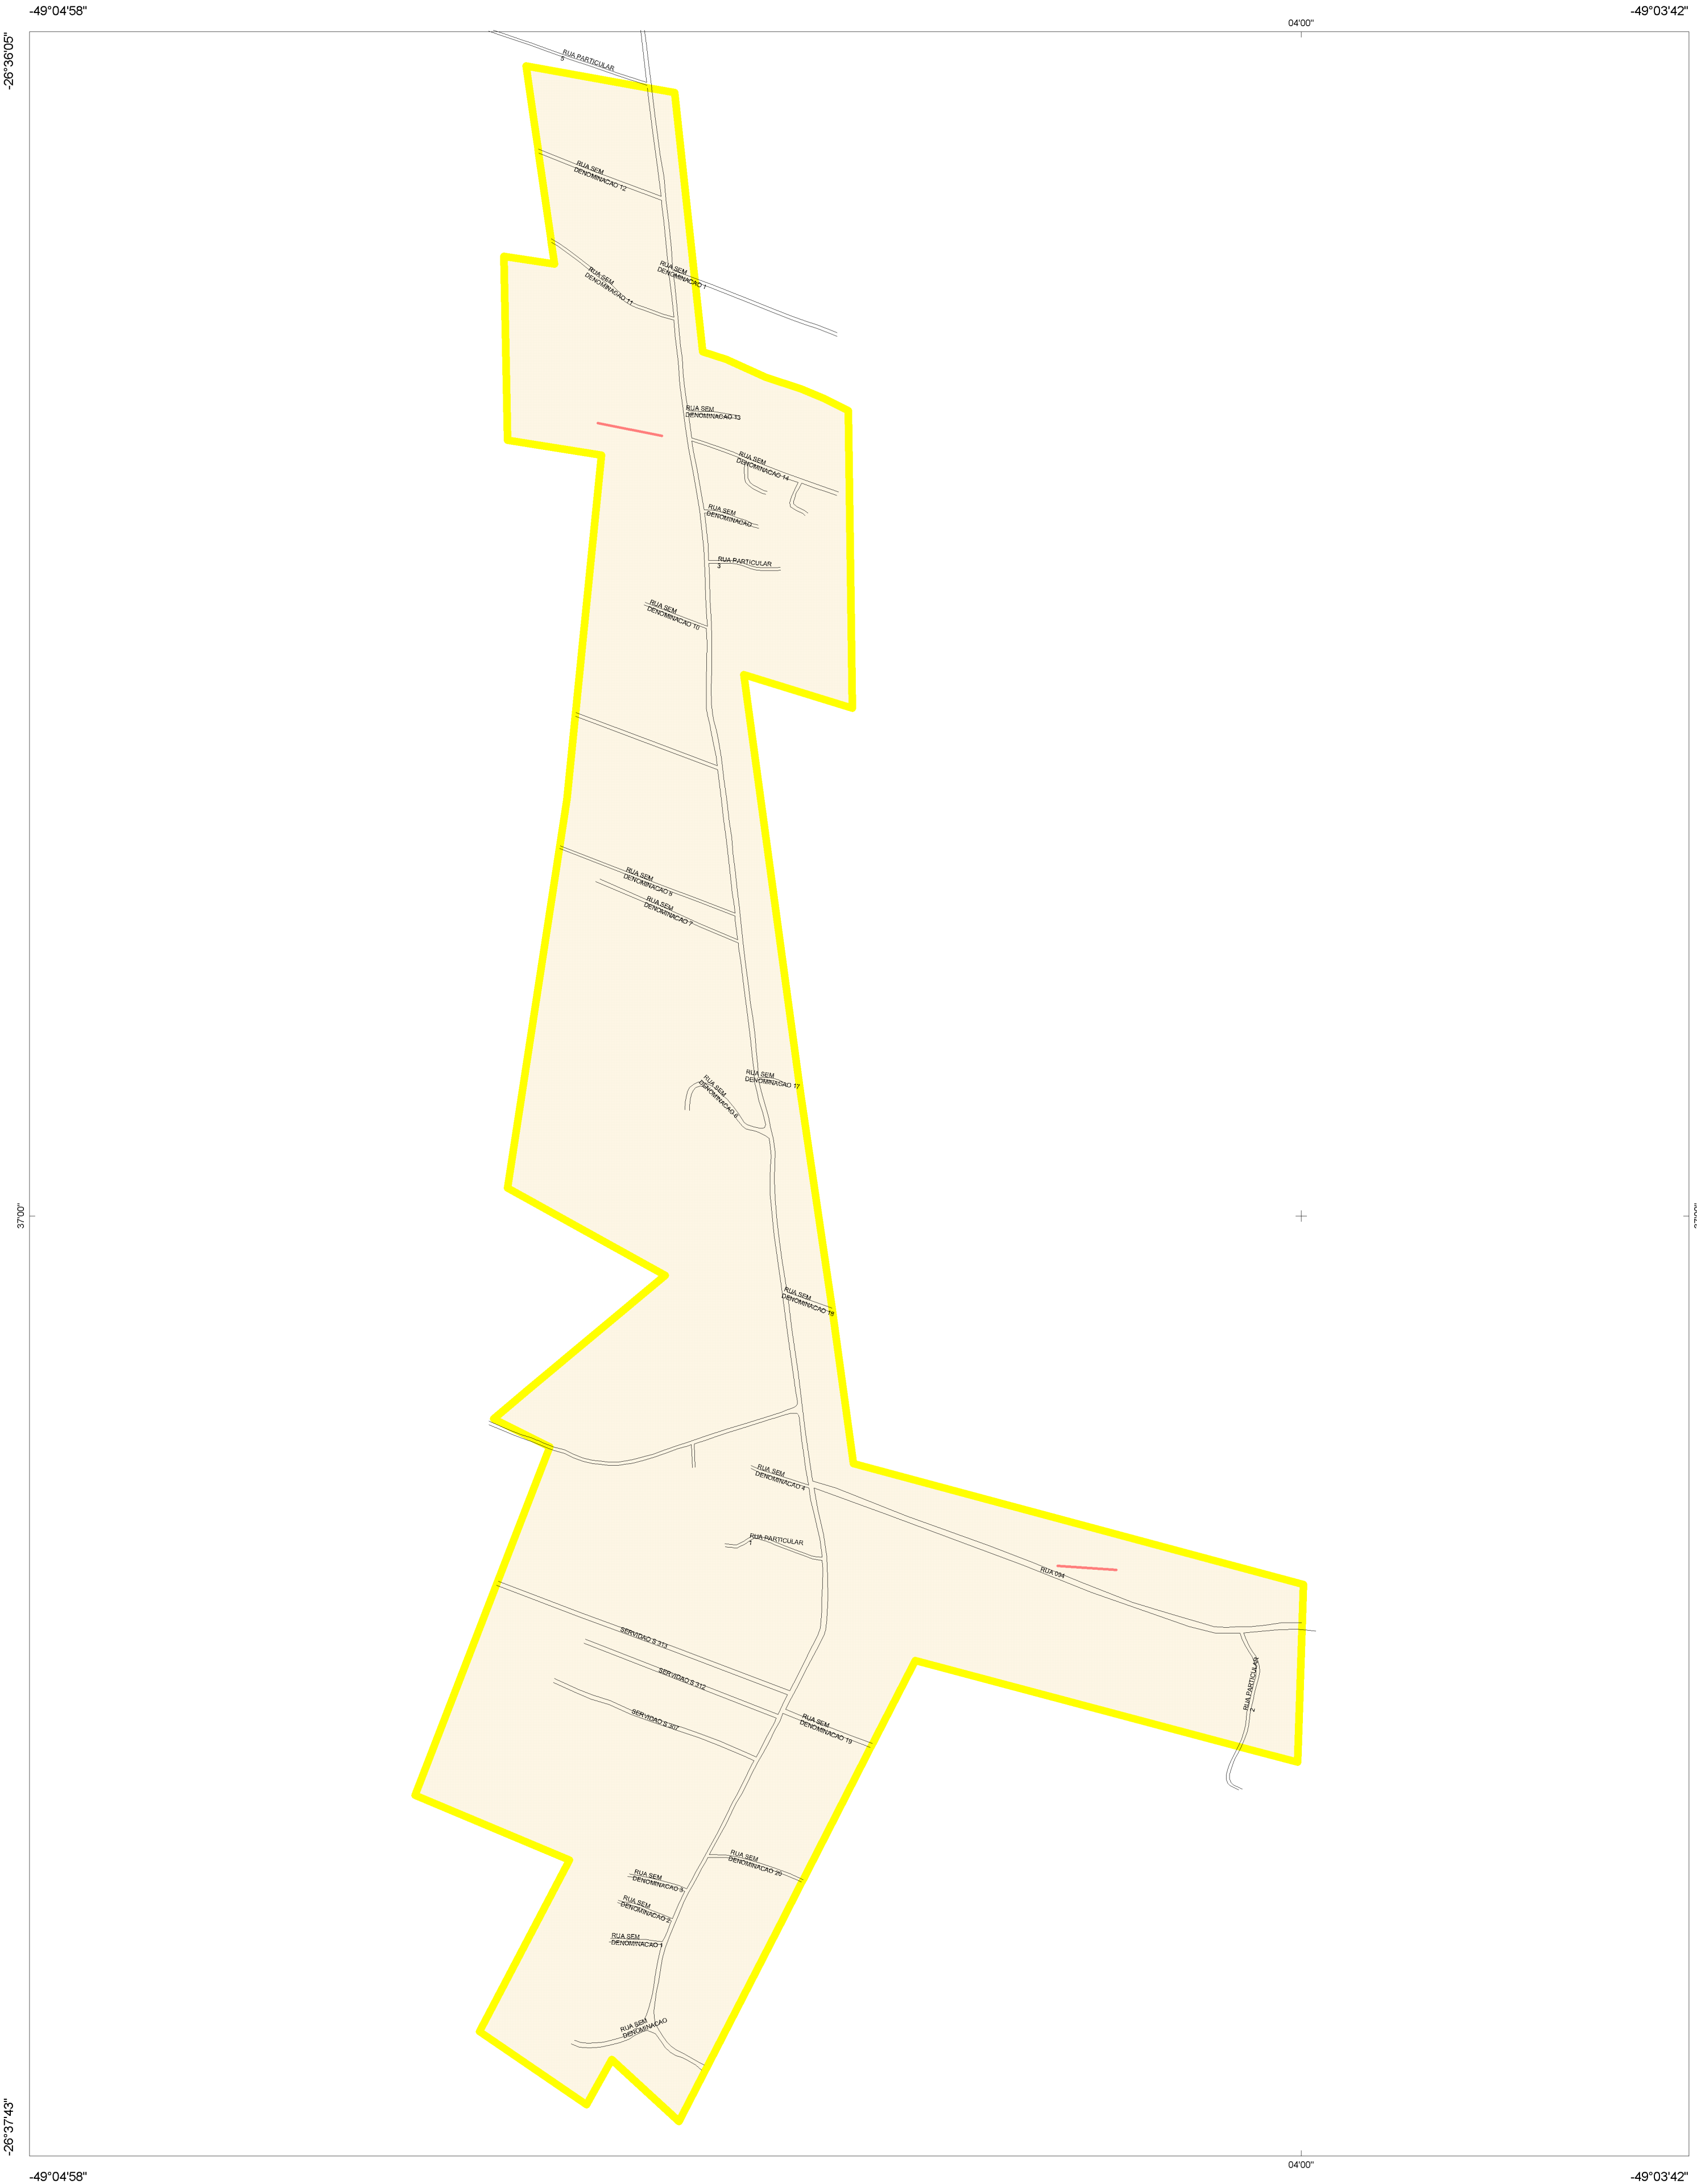 -49°04'58"
-49°03'42"
04'00"
-26°36'05"
RUA PARTICULAR
5
RUA SEM
DENOMINACAO 12
RUA SEM
DENOMINACAO 1
RUA SEM
DENOMINACAO 11
RUA SEM
DENOMINACAO 13
RUA SEM
DENOMINACAO 14
RUA SEM
DENOMINACAO
RUA PARTICULAR
3
RUA SEM
DENOMINACAO 10
RUA SEM
DENOMINACAO
RUA SEM
DENOMINACAO 7
RUA SEM
DENOMINACAO 17
RUA SEM
DENOMINACAO 6
37'00"
37'00"
RUA SEM
DENOMINACAO 18
RUA SEM
DENOMINACAO 4
RUA PARTICULAR
1
RUA 094
SERVIDAO S 313
SERVIDAO S 312
RUA PARTICULAR
2
SERVIDAO S 307
RUA SEM
DENOMINACAO 19
RUA SEM
DENOMINACAO 20
RUA SEM
DENOMINACAO 3
RUA SEM
DENOMINACAO 2
RUA SEM
DENOMINACAO 1
RUA SEM
DENOMINACAO
-26°37'43"
-49°04'58"
04'00"
-49°03'42"